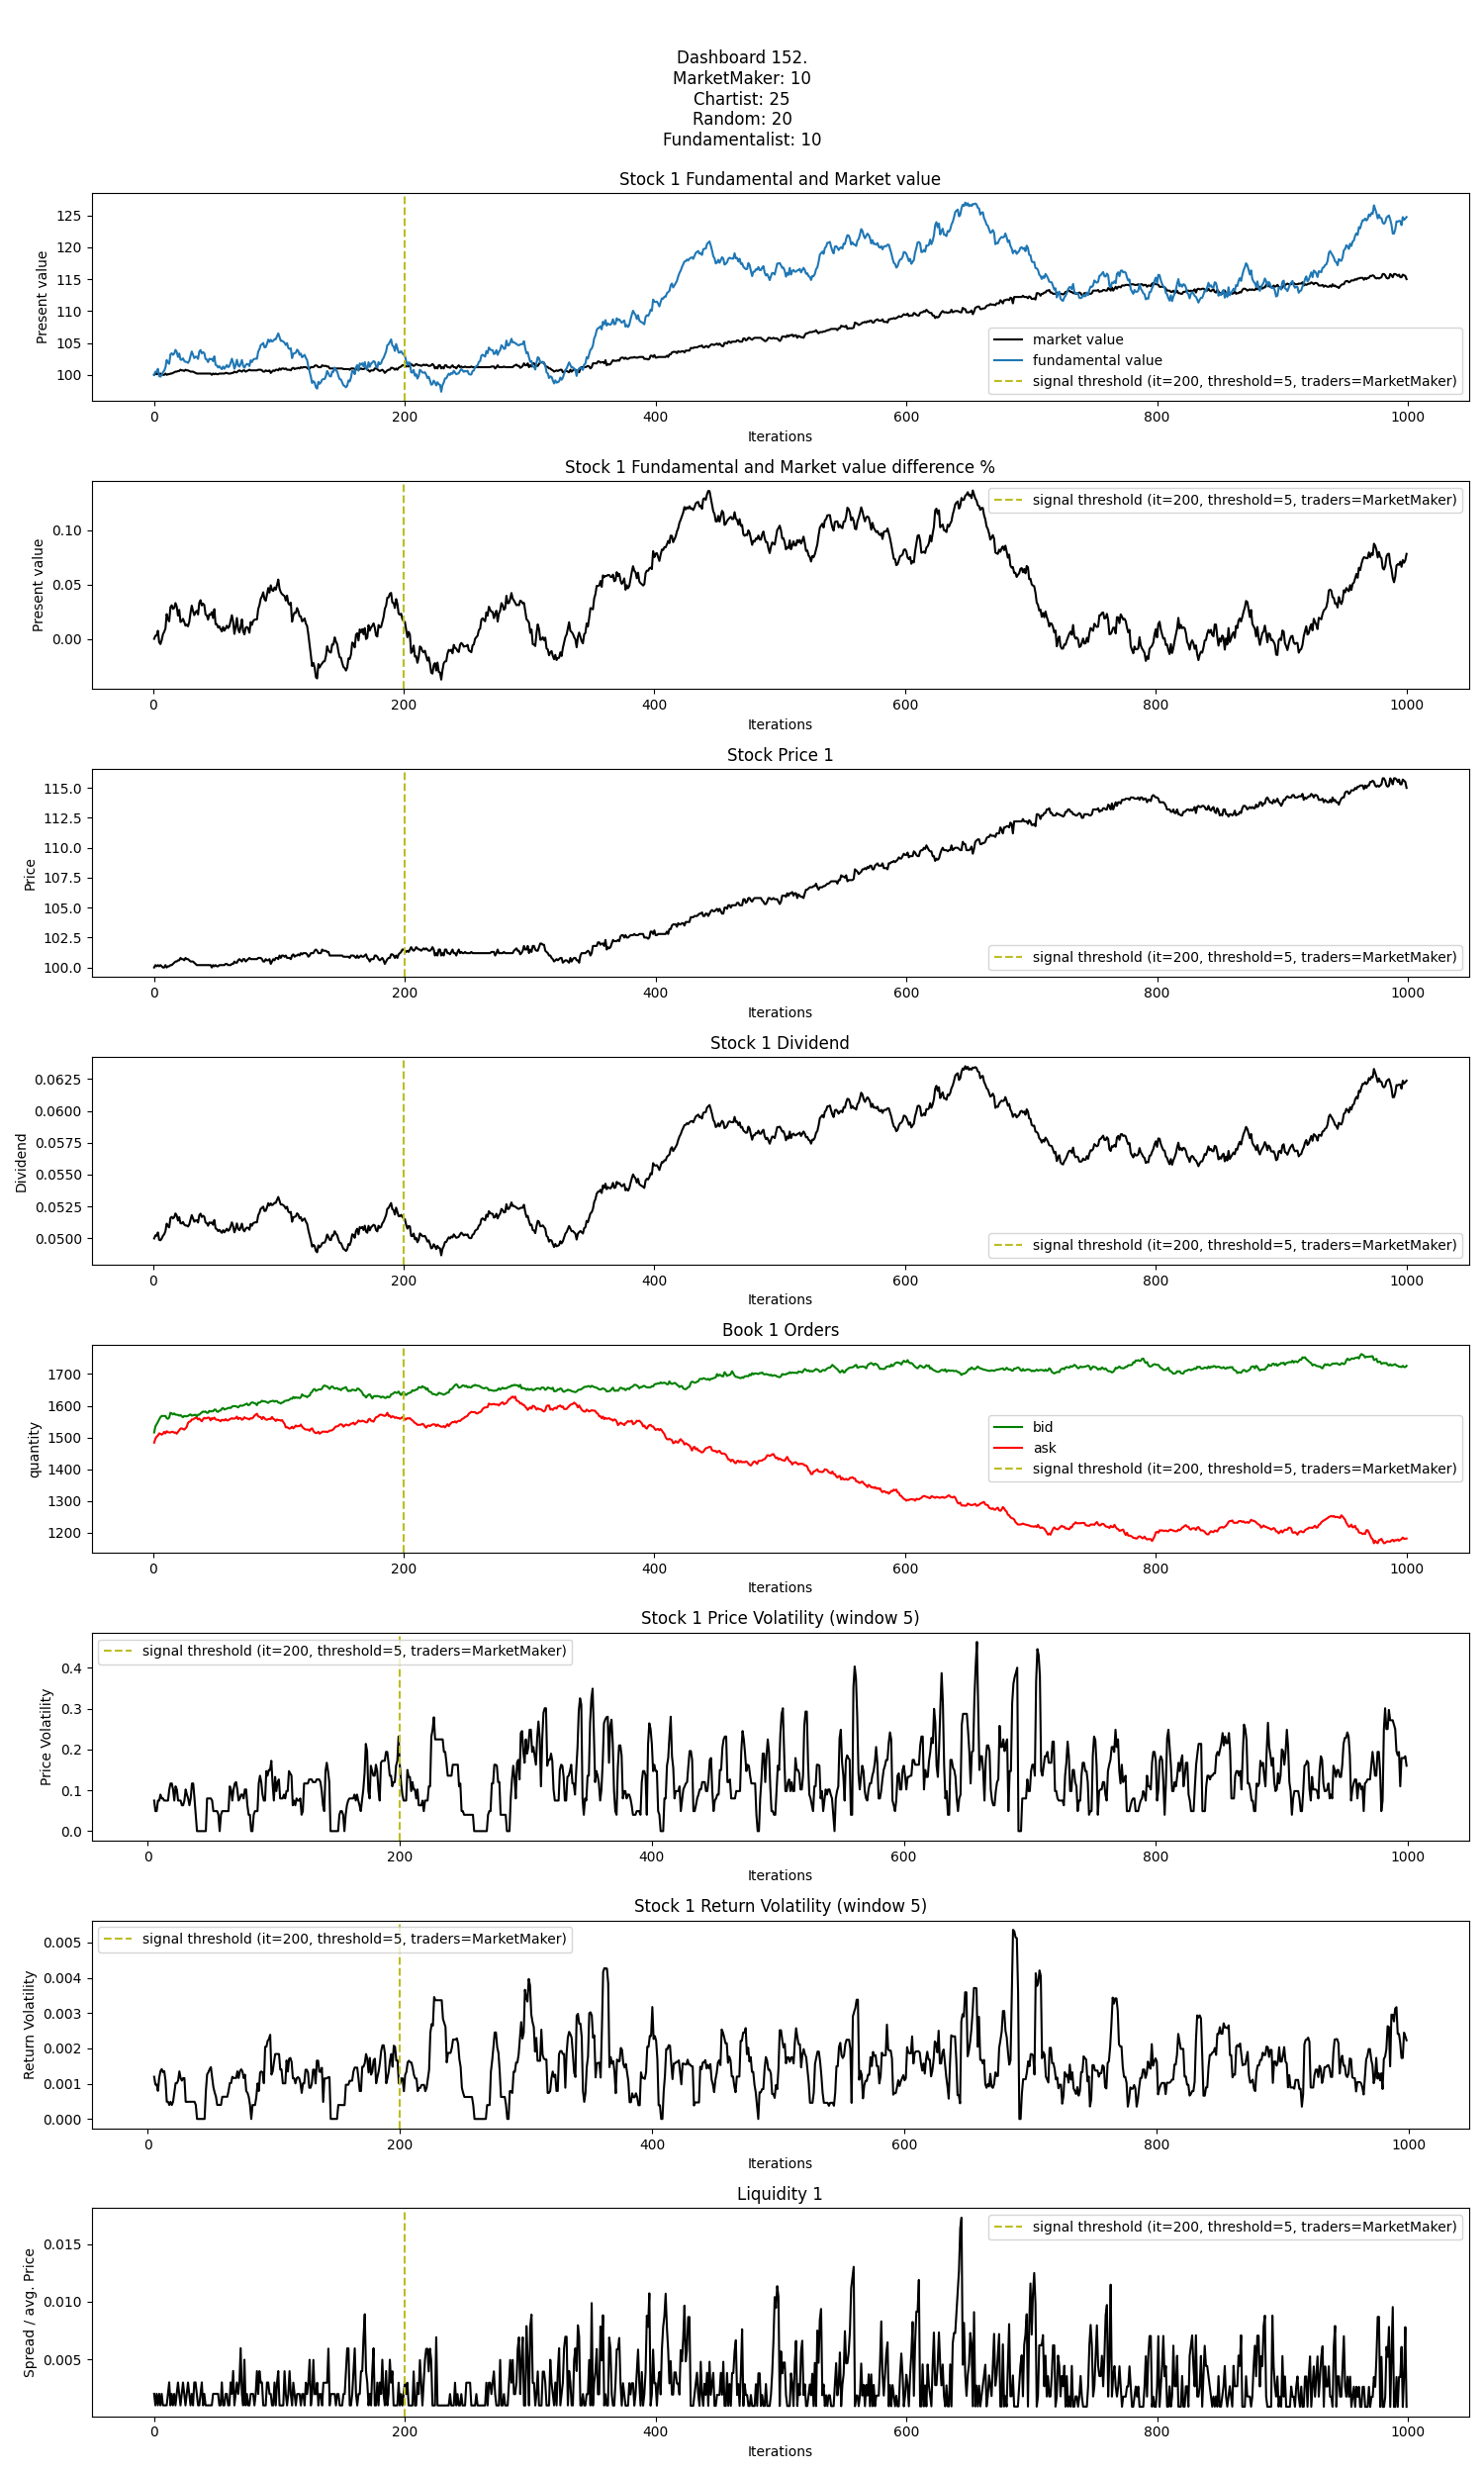 Dashboard 152.
MarketMaker: 10
Chartist: 25
Random: 20
Fundamentalist: 10
Stock 1 Fundamental and Market value
Present value
125
120
115
110
105
100
market value
fundamental value
signal threshold (it=200, threshold=5, traders=MarketMaker)
0 200 400 600 800 1000
Iterations
Stock 1 Fundamental and Market value difference %
Present value
0.10
0.05
0.00
signal threshold (it=200, threshold=5, traders=MarketMaker)
0 200 400 600 800 1000
Iterations
Stock Price 1
Price
115.0
112.5
110.0
107.5
105.0
102.5
100.0
signal threshold (it=200, threshold=5, traders=MarketMaker)
0 200 400 600 800 1000
Iterations
Stock 1 Dividend
Dividend
0.0625
0.0600
0.0575
0.0550
0.0525
0.0500
signal threshold (it=200, threshold=5, traders=MarketMaker)
0 200 400 600 800 1000
Iterations
Book 1 Orders
quantity
1700
1600
1500
1400
1300
1200
bid
ask
signal threshold (it=200, threshold=5, traders=MarketMaker)
0 200 400 600 800 1000
Iterations
Stock 1 Price Volatility (window 5)
Price Volatility
0.4
0.3
0.2
0.1
0.0
signal threshold (it=200, threshold=5, traders=MarketMaker)
0 200 400 600 800 1000
Iterations
Stock 1 Return Volatility (window 5)
Return Volatility
0.005
0.004
0.003
0.002
0.001
0.000
signal threshold (it=200, threshold=5, traders=MarketMaker)
0 200 400 600 800 1000
Iterations
Liquidity 1
Spread / avg. Price
0.015
0.010
0.005
signal threshold (it=200, threshold=5, traders=MarketMaker)
0 200 400 600 800 1000
Iterations